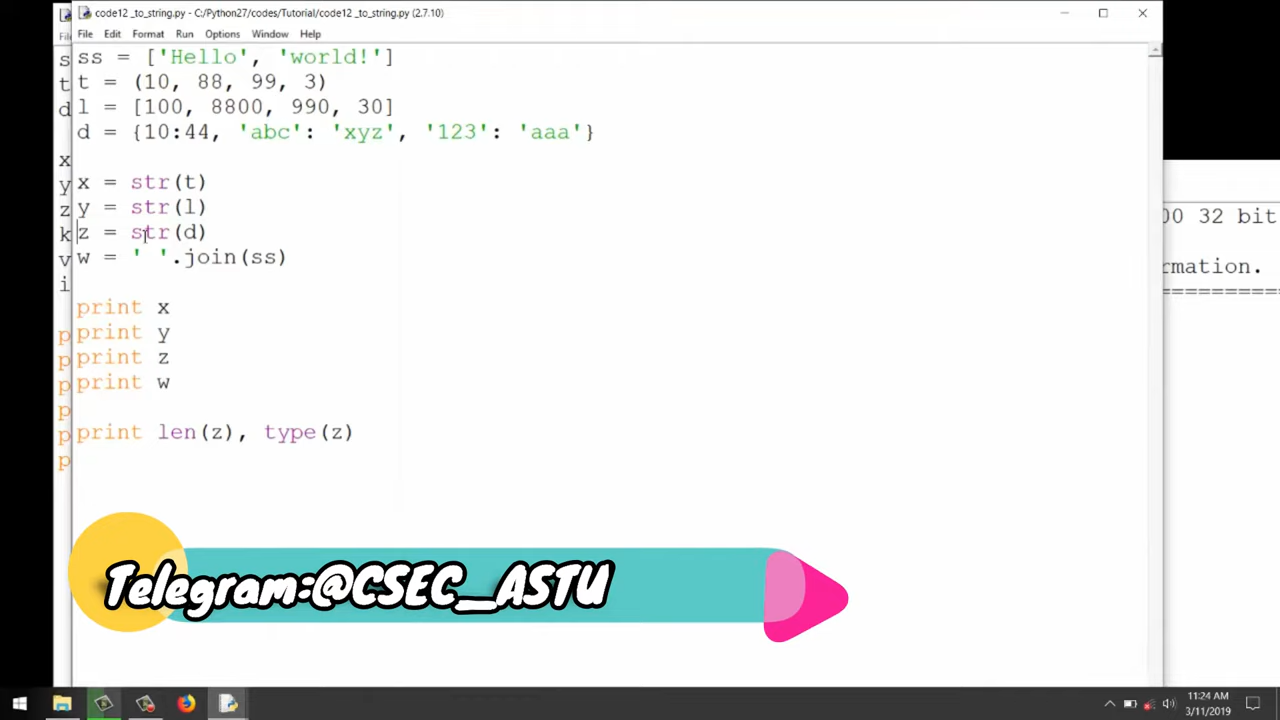 code12 _to_string.py - C:/Python27/codes/Tutorial/code12 _to_string.py (2.7.10)
File Edit Format Run Options Window Help
ss = ['Hello', 'world!']
t = (10, 88, 99, 3)
l = [100, 8800, 990, 30]
d = {10:44, 'abc': 'xyz', '123': 'aaa'}
x = str(t)
y = str(l)
z = str(d)
w = ' '.join(ss)
print x
print y
print z
print w
print len(z), type(z)
s
t
d
x
y
z
k
v
i
p
p
p
p
p
p
00 32 bit
rmation.
=========
Telegram:@CSEC_ASTU
11:24 AM
3/11/2019